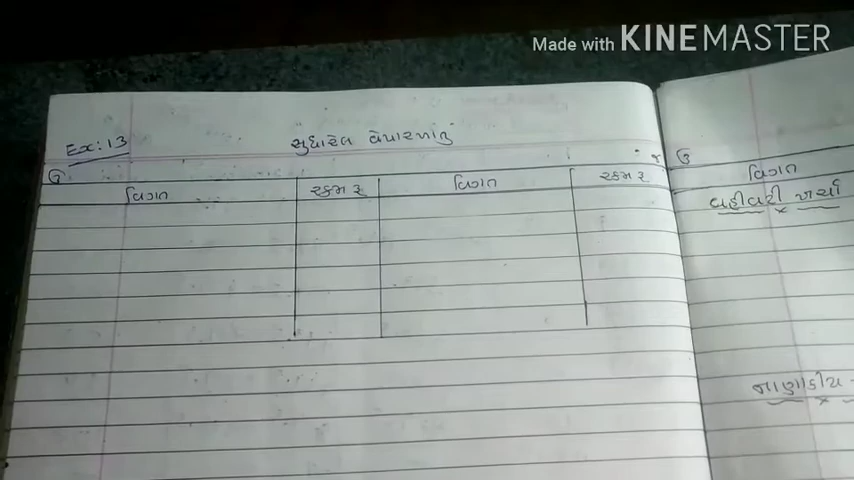 Made with KINEMASTER
Ex: 13 સુધારેલ વેપારખાતું
ઉ જ
વિગત રકમ રૂ વિગત રકમ રૂ
ઉ
વિગત
વહીવટી ખર્ચા
નાણાકીય